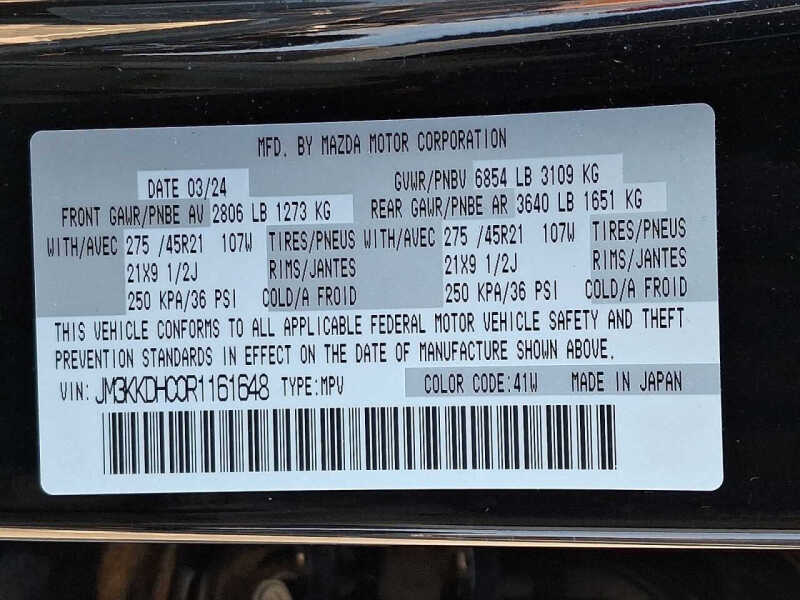 MFD. BY MAZDA MOTOR CORPORATION
DATE 03/24 GVWR/PNBV 6854 LB 3109 KG
FRONT GAWR/PNBE AV 2806 LB 1273 KG REAR GAWR/PNBE AR 3640 LB 1651 KG
WITH/AVEC 275 /45R21 107W TIRES/PNEUS WITH/AVEC 275 /45R21 107W TIRES/PNEUS
21X9 1/2J RIMS/JANTES 21X9 1/2J RIMS/JANTES
250 KPA/36 PSI COLD/A FROID 250 KPA/36 PSI COLD/A FROID
THIS VEHICLE CONFORMS TO ALL APPLICABLE FEDERAL MOTOR VEHICLE SAFETY AND THEFT
PREVENTION STANDARDS IN EFFECT ON THE DATE OF MANUFACTURE SHOWN ABOVE.
VIN: JM3KKDHC0R1161648 TYPE:MPV COLOR CODE:41W MADE IN JAPAN